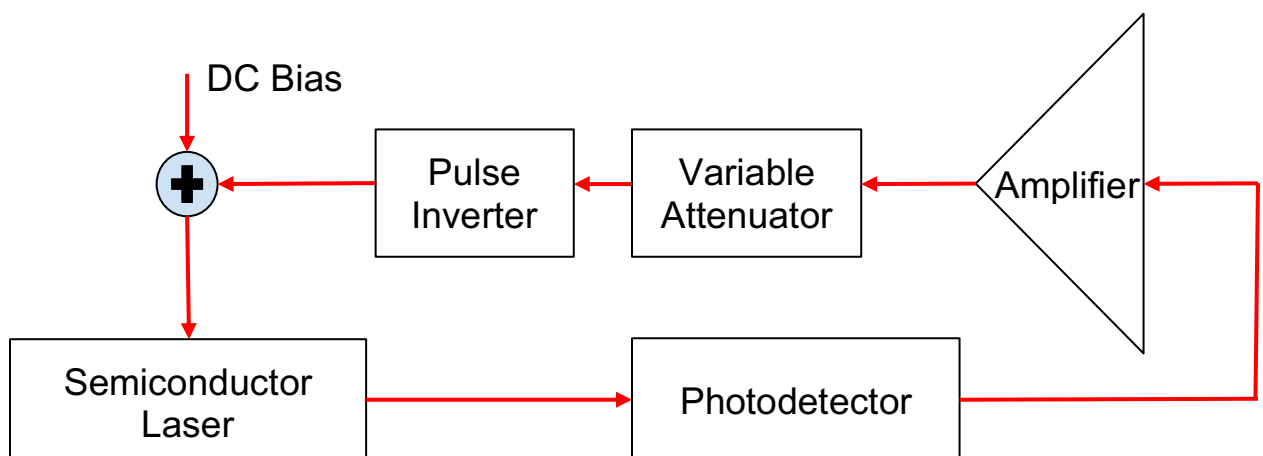 DC Bias
Pulse
Inverter
Variable
Attenuator
Amplifier
Semiconductor
Laser
Photodetector